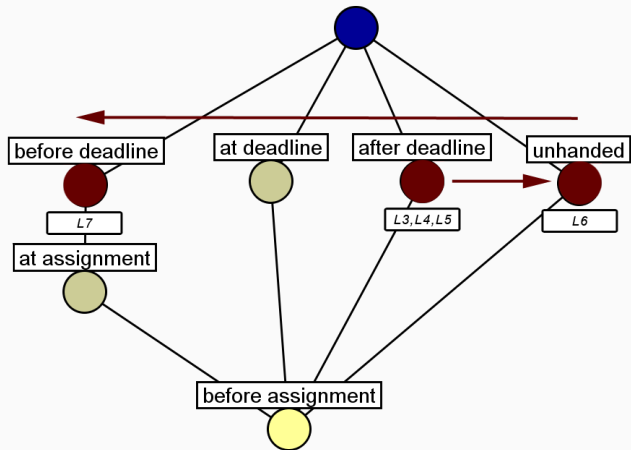 before deadline
at deadline
after deadline
unhanded
L7
L3,L4,L5
L6
at assignment
before assignment